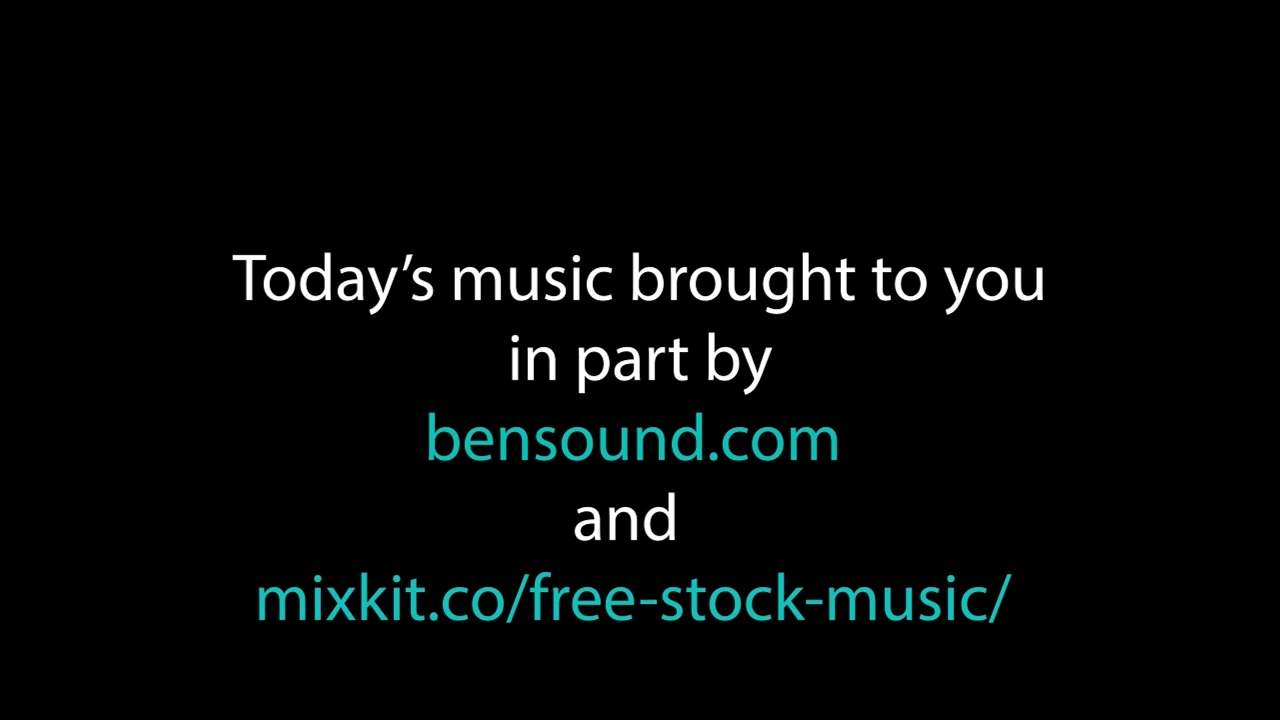 Today’s music brought to you
in part by
bensound.com
and
mixkit.co/free-stock-music/